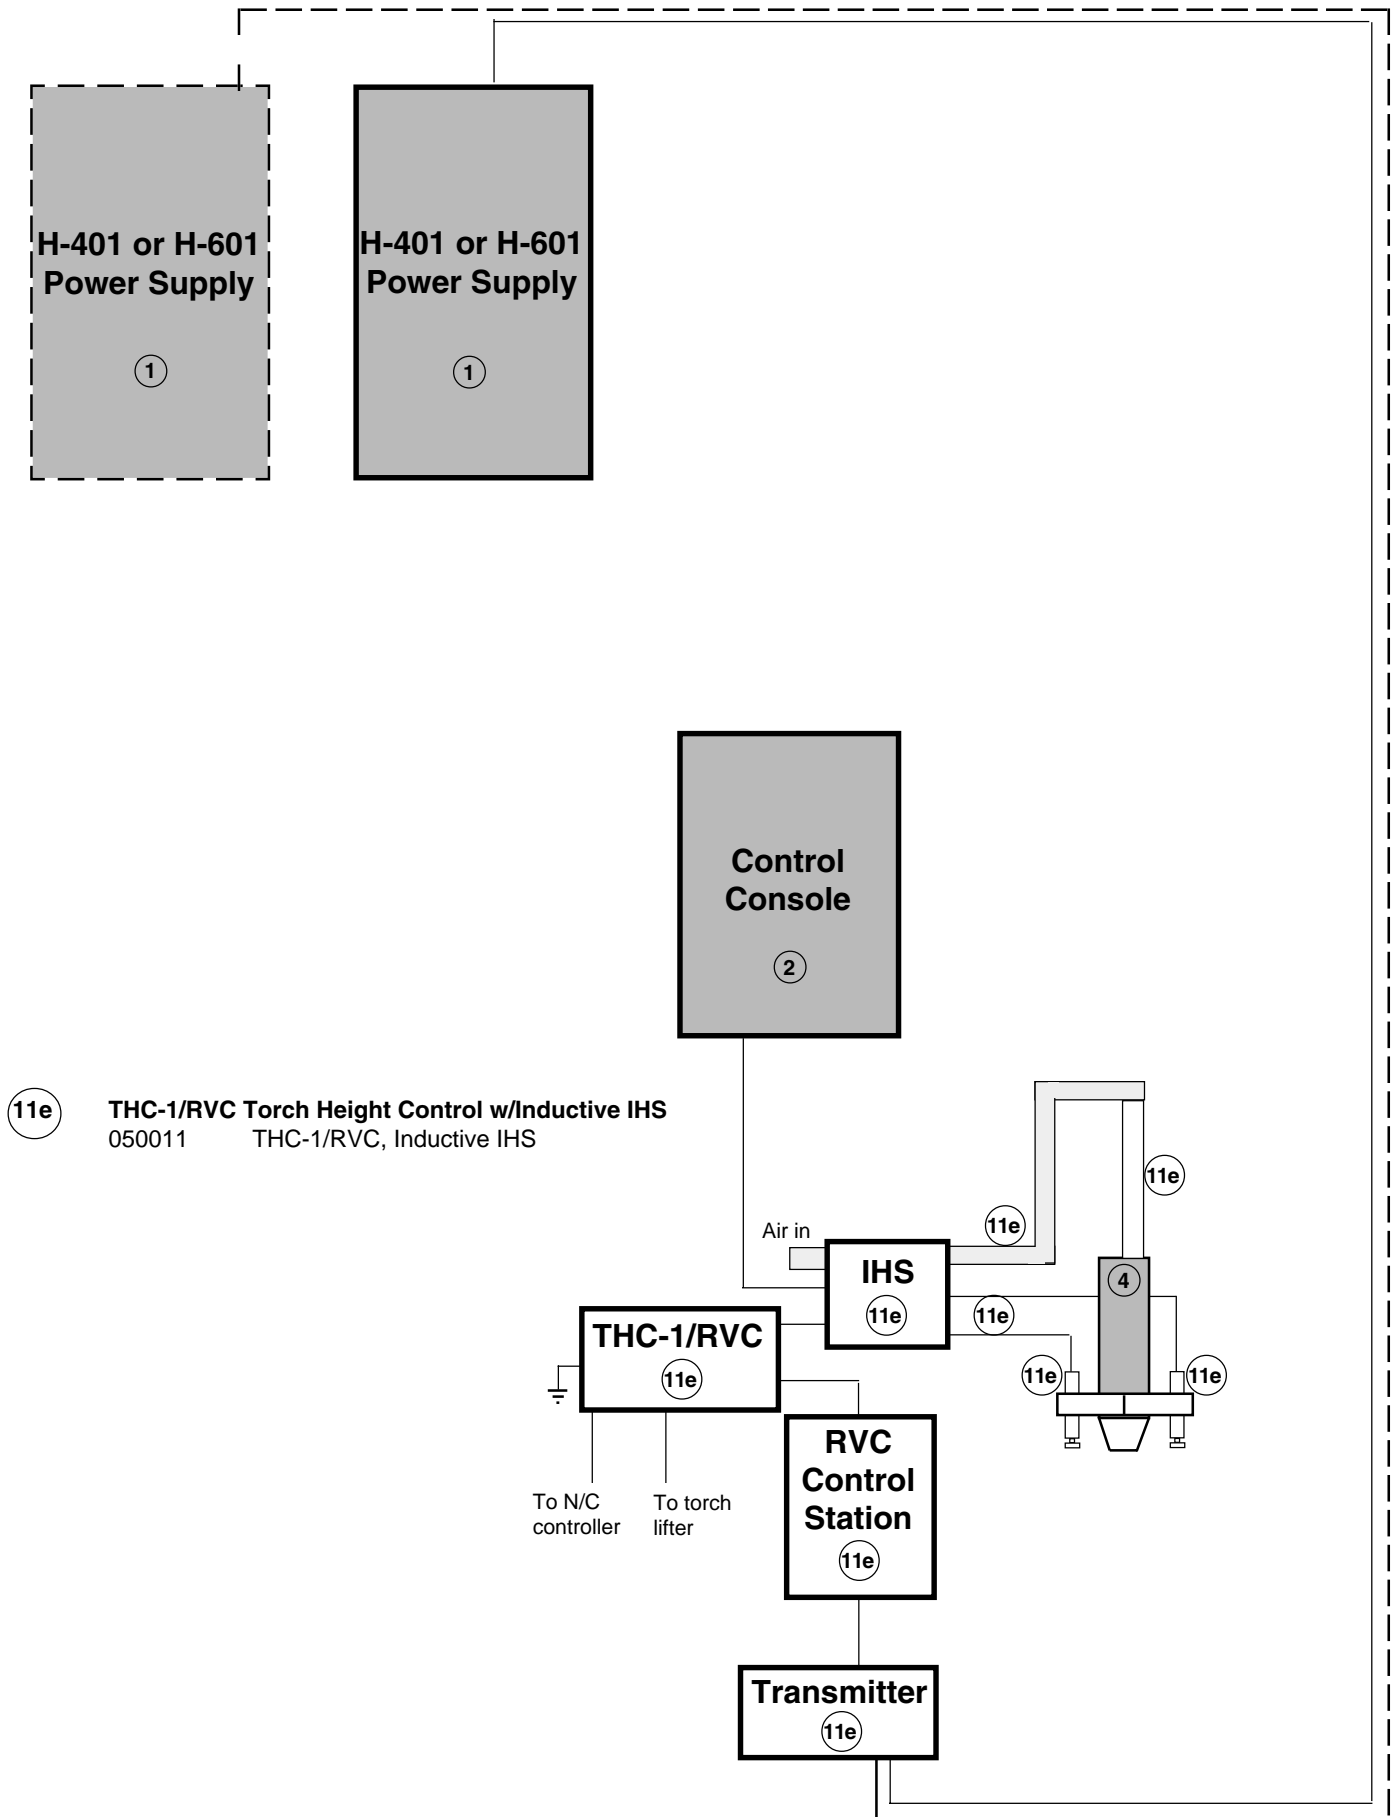 H-401 or H-601
Power Supply
1
H-401 or H-601
Power Supply
1
Control
Console
2
11e
THC-1/RVC Torch Height Control w/Inductive IHS
050011 THC-1/RVC, Inductive IHS
11e
11e
Air in
IHS
11e
11e
4
THC-1/RVC
11e
11e
11e
RVC
Control
Station
11e
To N/C
controller
To torch
lifter
Transmitter
11e